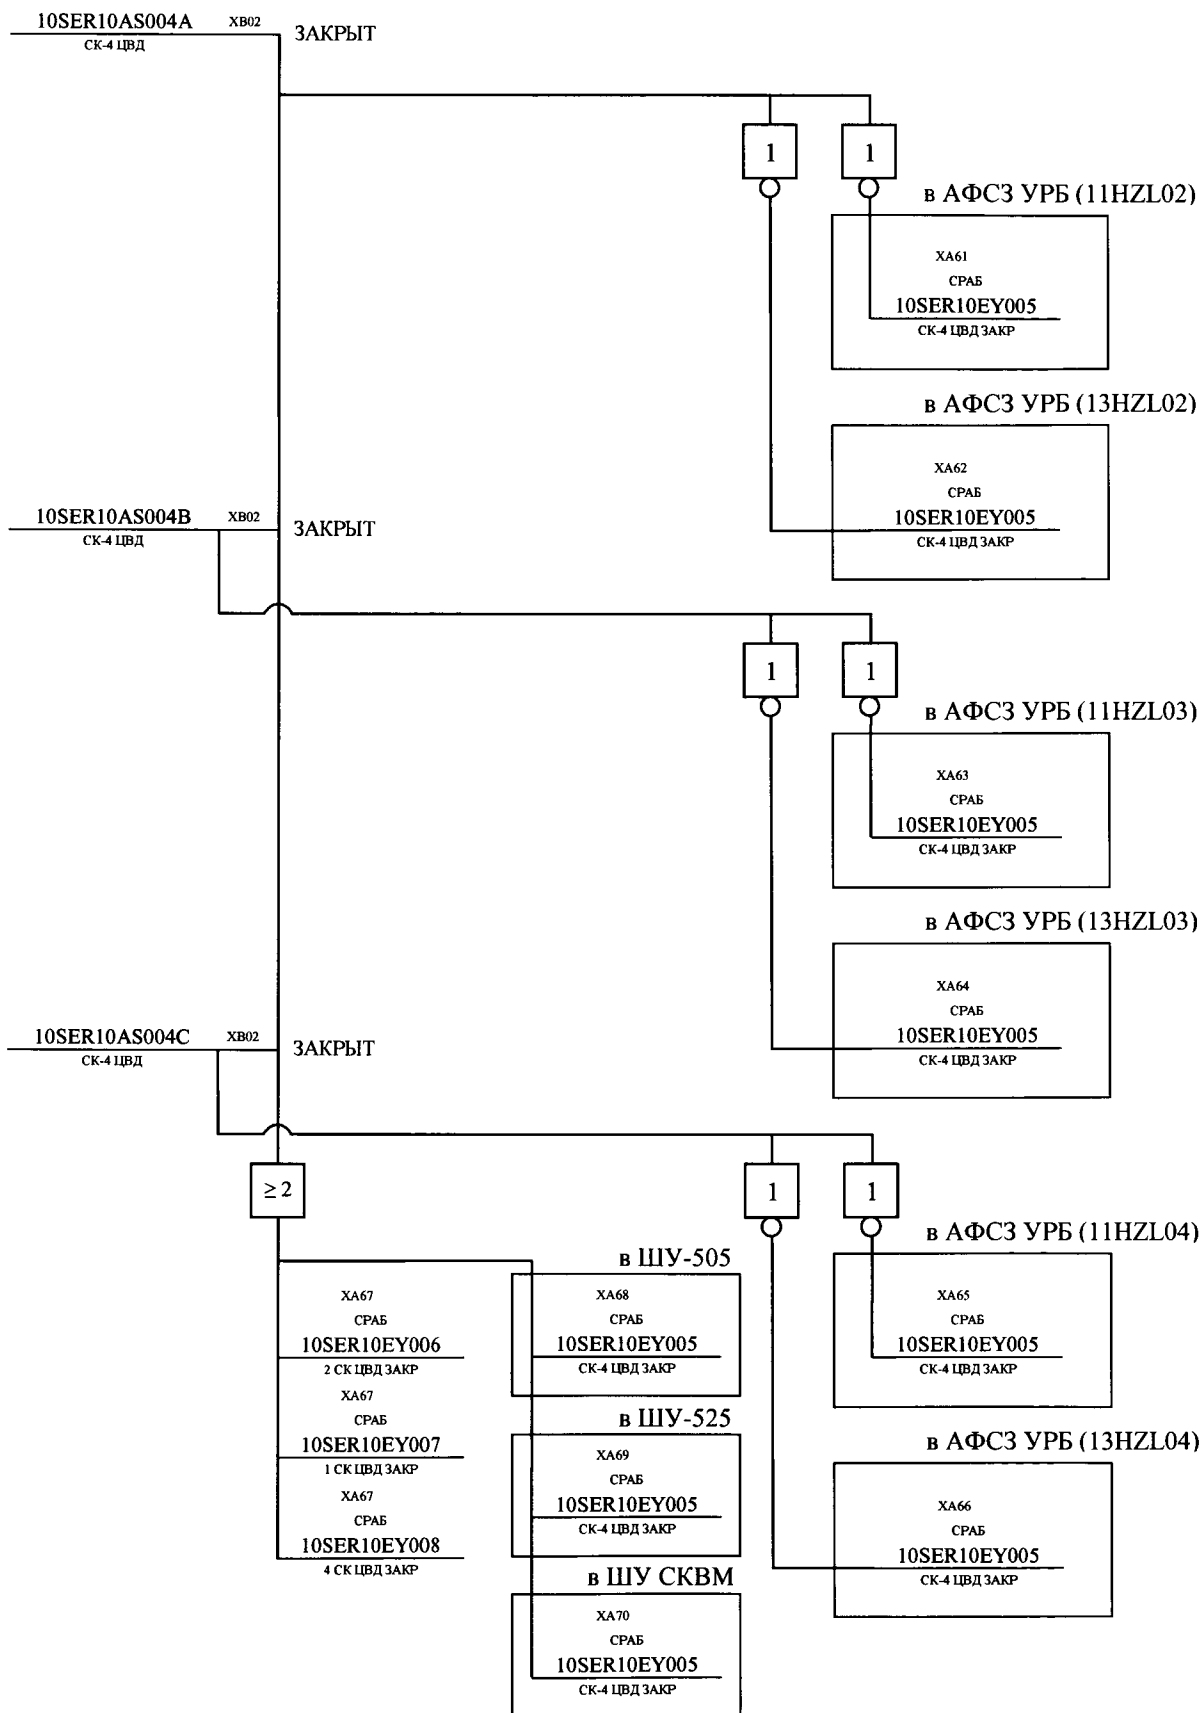 10SER10AS004A
XB02
ЗАКРЫТ
СК-4 ЦВД
1
1
в АФСЗ УРБ (11HZL02)
XA61
СРАБ
10SER10EY005
СК-4 ЦВД ЗАКР
в АФСЗ УРБ (13HZL02)
XA62
СРАБ
10SER10EY005
СК-4 ЦВД ЗАКР
10SER10AS004B
XB02
ЗАКРЫТ
СК-4 ЦВД
1
1
в АФСЗ УРБ (11HZL03)
XA63
СРАБ
10SER10EY005
СК-4 ЦВД ЗАКР
в АФСЗ УРБ (13HZL03)
XA64
СРАБ
10SER10EY005
СК-4 ЦВД ЗАКР
10SER10AS004C
XB02
ЗАКРЫТ
СК-4 ЦВД
≥ 2
1
1
в АФСЗ УРБ (11HZL04)
XA65
СРАБ
10SER10EY005
СК-4 ЦВД ЗАКР
в АФСЗ УРБ (13HZL04)
XA66
СРАБ
10SER10EY005
СК-4 ЦВД ЗАКР
XA67
СРАБ
10SER10EY006
2 СК ЦВД ЗАКР
XA67
СРАБ
10SER10EY007
1 СК ЦВД ЗАКР
XA67
СРАБ
10SER10EY008
4 СК ЦВД ЗАКР
в ШУ-505
XA68
СРАБ
10SER10EY005
СК-4 ЦВД ЗАКР
в ШУ-525
XA69
СРАБ
10SER10EY005
СК-4 ЦВД ЗАКР
в ШУ СКВМ
XA70
СРАБ
10SER10EY005
СК-4 ЦВД ЗАКР